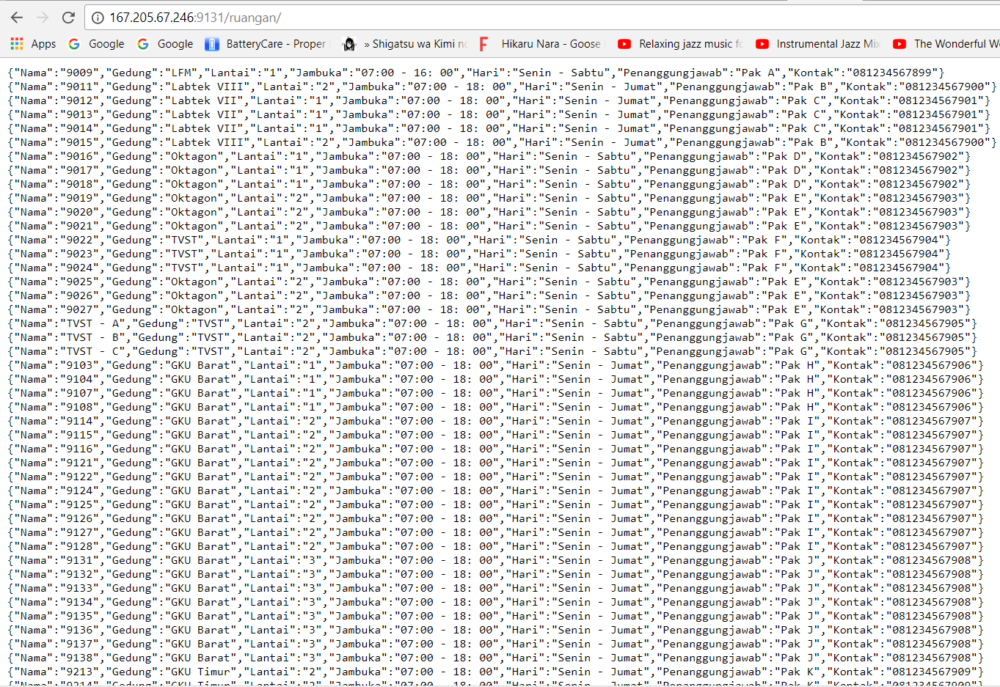 167.205.67.246:9131/ruangan/
Apps Google Google BatteryCare - Proper » Shigatsu wa Kimi no Hikaru Nara - Goose Relaxing jazz music fo Instrumental Jazz Mix The Wonderful Wo
{"Nama":"9009","Gedung":"LFM","Lantai":"1","Jambuka":"07:00 - 16: 00","Hari":"Senin - Sabtu","Penanggungjawab":"Pak A","Kontak":"081234567899"}
{"Nama":"9011","Gedung":"Labtek VIII","Lantai":"2","Jambuka":"07:00 - 18: 00","Hari":"Senin - Jumat","Penanggungjawab":"Pak B","Kontak":"081234567900"}
{"Nama":"9012","Gedung":"Labtek VII","Lantai":"1","Jambuka":"07:00 - 18: 00","Hari":"Senin - Jumat","Penanggungjawab":"Pak C","Kontak":"081234567901"}
{"Nama":"9013","Gedung":"Labtek VII","Lantai":"1","Jambuka":"07:00 - 18: 00","Hari":"Senin - Jumat","Penanggungjawab":"Pak C","Kontak":"081234567901"}
{"Nama":"9014","Gedung":"Labtek VII","Lantai":"1","Jambuka":"07:00 - 18: 00","Hari":"Senin - Jumat","Penanggungjawab":"Pak C","Kontak":"081234567901"}
{"Nama":"9015","Gedung":"Labtek VIII","Lantai":"2","Jambuka":"07:00 - 18: 00","Hari":"Senin - Jumat","Penanggungjawab":"Pak B","Kontak":"081234567900"}
{"Nama":"9016","Gedung":"Oktagon","Lantai":"1","Jambuka":"07:00 - 18: 00","Hari":"Senin - Sabtu","Penanggungjawab":"Pak D","Kontak":"081234567902"}
{"Nama":"9017","Gedung":"Oktagon","Lantai":"1","Jambuka":"07:00 - 18: 00","Hari":"Senin - Sabtu","Penanggungjawab":"Pak D","Kontak":"081234567902"}
{"Nama":"9018","Gedung":"Oktagon","Lantai":"1","Jambuka":"07:00 - 18: 00","Hari":"Senin - Sabtu","Penanggungjawab":"Pak D","Kontak":"081234567902"}
{"Nama":"9019","Gedung":"Oktagon","Lantai":"2","Jambuka":"07:00 - 18: 00","Hari":"Senin - Sabtu","Penanggungjawab":"Pak E","Kontak":"081234567903"}
{"Nama":"9020","Gedung":"Oktagon","Lantai":"2","Jambuka":"07:00 - 18: 00","Hari":"Senin - Sabtu","Penanggungjawab":"Pak E","Kontak":"081234567903"}
{"Nama":"9021","Gedung":"Oktagon","Lantai":"2","Jambuka":"07:00 - 18: 00","Hari":"Senin - Sabtu","Penanggungjawab":"Pak E","Kontak":"081234567903"}
{"Nama":"9022","Gedung":"TVST","Lantai":"1","Jambuka":"07:00 - 18: 00","Hari":"Senin - Sabtu","Penanggungjawab":"Pak F","Kontak":"081234567904"}
{"Nama":"9023","Gedung":"TVST","Lantai":"1","Jambuka":"07:00 - 18: 00","Hari":"Senin - Sabtu","Penanggungjawab":"Pak F","Kontak":"081234567904"}
{"Nama":"9024","Gedung":"TVST","Lantai":"1","Jambuka":"07:00 - 18: 00","Hari":"Senin - Sabtu","Penanggungjawab":"Pak F","Kontak":"081234567904"}
{"Nama":"9025","Gedung":"Oktagon","Lantai":"2","Jambuka":"07:00 - 18: 00","Hari":"Senin - Sabtu","Penanggungjawab":"Pak E","Kontak":"081234567903"}
{"Nama":"9026","Gedung":"Oktagon","Lantai":"2","Jambuka":"07:00 - 18: 00","Hari":"Senin - Sabtu","Penanggungjawab":"Pak E","Kontak":"081234567903"}
{"Nama":"9027","Gedung":"Oktagon","Lantai":"2","Jambuka":"07:00 - 18: 00","Hari":"Senin - Sabtu","Penanggungjawab":"Pak E","Kontak":"081234567903"}
{"Nama":"TVST - A","Gedung":"TVST","Lantai":"2","Jambuka":"07:00 - 18: 00","Hari":"Senin - Sabtu","Penanggungjawab":"Pak G","Kontak":"081234567905"}
{"Nama":"TVST - B","Gedung":"TVST","Lantai":"2","Jambuka":"07:00 - 18: 00","Hari":"Senin - Sabtu","Penanggungjawab":"Pak G","Kontak":"081234567905"}
{"Nama":"TVST - C","Gedung":"TVST","Lantai":"2","Jambuka":"07:00 - 18: 00","Hari":"Senin - Sabtu","Penanggungjawab":"Pak G","Kontak":"081234567905"}
{"Nama":"9103","Gedung":"GKU Barat","Lantai":"1","Jambuka":"07:00 - 18: 00","Hari":"Senin - Jumat","Penanggungjawab":"Pak H","Kontak":"081234567906"}
{"Nama":"9104","Gedung":"GKU Barat","Lantai":"1","Jambuka":"07:00 - 18: 00","Hari":"Senin - Jumat","Penanggungjawab":"Pak H","Kontak":"081234567906"}
{"Nama":"9107","Gedung":"GKU Barat","Lantai":"1","Jambuka":"07:00 - 18: 00","Hari":"Senin - Jumat","Penanggungjawab":"Pak H","Kontak":"081234567906"}
{"Nama":"9108","Gedung":"GKU Barat","Lantai":"1","Jambuka":"07:00 - 18: 00","Hari":"Senin - Jumat","Penanggungjawab":"Pak H","Kontak":"081234567906"}
{"Nama":"9114","Gedung":"GKU Barat","Lantai":"2","Jambuka":"07:00 - 18: 00","Hari":"Senin - Jumat","Penanggungjawab":"Pak I","Kontak":"081234567907"}
{"Nama":"9115","Gedung":"GKU Barat","Lantai":"2","Jambuka":"07:00 - 18: 00","Hari":"Senin - Jumat","Penanggungjawab":"Pak I","Kontak":"081234567907"}
{"Nama":"9116","Gedung":"GKU Barat","Lantai":"2","Jambuka":"07:00 - 18: 00","Hari":"Senin - Jumat","Penanggungjawab":"Pak I","Kontak":"081234567907"}
{"Nama":"9121","Gedung":"GKU Barat","Lantai":"2","Jambuka":"07:00 - 18: 00","Hari":"Senin - Jumat","Penanggungjawab":"Pak I","Kontak":"081234567907"}
{"Nama":"9122","Gedung":"GKU Barat","Lantai":"2","Jambuka":"07:00 - 18: 00","Hari":"Senin - Jumat","Penanggungjawab":"Pak I","Kontak":"081234567907"}
{"Nama":"9124","Gedung":"GKU Barat","Lantai":"2","Jambuka":"07:00 - 18: 00","Hari":"Senin - Jumat","Penanggungjawab":"Pak I","Kontak":"081234567907"}
{"Nama":"9125","Gedung":"GKU Barat","Lantai":"2","Jambuka":"07:00 - 18: 00","Hari":"Senin - Jumat","Penanggungjawab":"Pak I","Kontak":"081234567907"}
{"Nama":"9126","Gedung":"GKU Barat","Lantai":"2","Jambuka":"07:00 - 18: 00","Hari":"Senin - Jumat","Penanggungjawab":"Pak I","Kontak":"081234567907"}
{"Nama":"9127","Gedung":"GKU Barat","Lantai":"2","Jambuka":"07:00 - 18: 00","Hari":"Senin - Jumat","Penanggungjawab":"Pak I","Kontak":"081234567907"}
{"Nama":"9128","Gedung":"GKU Barat","Lantai":"2","Jambuka":"07:00 - 18: 00","Hari":"Senin - Jumat","Penanggungjawab":"Pak I","Kontak":"081234567907"}
{"Nama":"9131","Gedung":"GKU Barat","Lantai":"3","Jambuka":"07:00 - 18: 00","Hari":"Senin - Jumat","Penanggungjawab":"Pak J","Kontak":"081234567908"}
{"Nama":"9132","Gedung":"GKU Barat","Lantai":"3","Jambuka":"07:00 - 18: 00","Hari":"Senin - Jumat","Penanggungjawab":"Pak J","Kontak":"081234567908"}
{"Nama":"9133","Gedung":"GKU Barat","Lantai":"3","Jambuka":"07:00 - 18: 00","Hari":"Senin - Jumat","Penanggungjawab":"Pak J","Kontak":"081234567908"}
{"Nama":"9134","Gedung":"GKU Barat","Lantai":"3","Jambuka":"07:00 - 18: 00","Hari":"Senin - Jumat","Penanggungjawab":"Pak J","Kontak":"081234567908"}
{"Nama":"9135","Gedung":"GKU Barat","Lantai":"3","Jambuka":"07:00 - 18: 00","Hari":"Senin - Jumat","Penanggungjawab":"Pak J","Kontak":"081234567908"}
{"Nama":"9136","Gedung":"GKU Barat","Lantai":"3","Jambuka":"07:00 - 18: 00","Hari":"Senin - Jumat","Penanggungjawab":"Pak J","Kontak":"081234567908"}
{"Nama":"9137","Gedung":"GKU Barat","Lantai":"3","Jambuka":"07:00 - 18: 00","Hari":"Senin - Jumat","Penanggungjawab":"Pak J","Kontak":"081234567908"}
{"Nama":"9138","Gedung":"GKU Barat","Lantai":"3","Jambuka":"07:00 - 18: 00","Hari":"Senin - Jumat","Penanggungjawab":"Pak J","Kontak":"081234567908"}
{"Nama":"9213","Gedung":"GKU Timur","Lantai":"2","Jambuka":"07:00 - 18: 00","Hari":"Senin - Jumat","Penanggungjawab":"Pak K","Kontak":"081234567909"}
{"Nama":"9214","Gedung":"GKU Timur","Lantai":"2","Jambuka":"07:00 - 18: 00","Hari":"Senin - Jumat","Penanggungjawab":"Pak K","Kontak":"081234567909"}